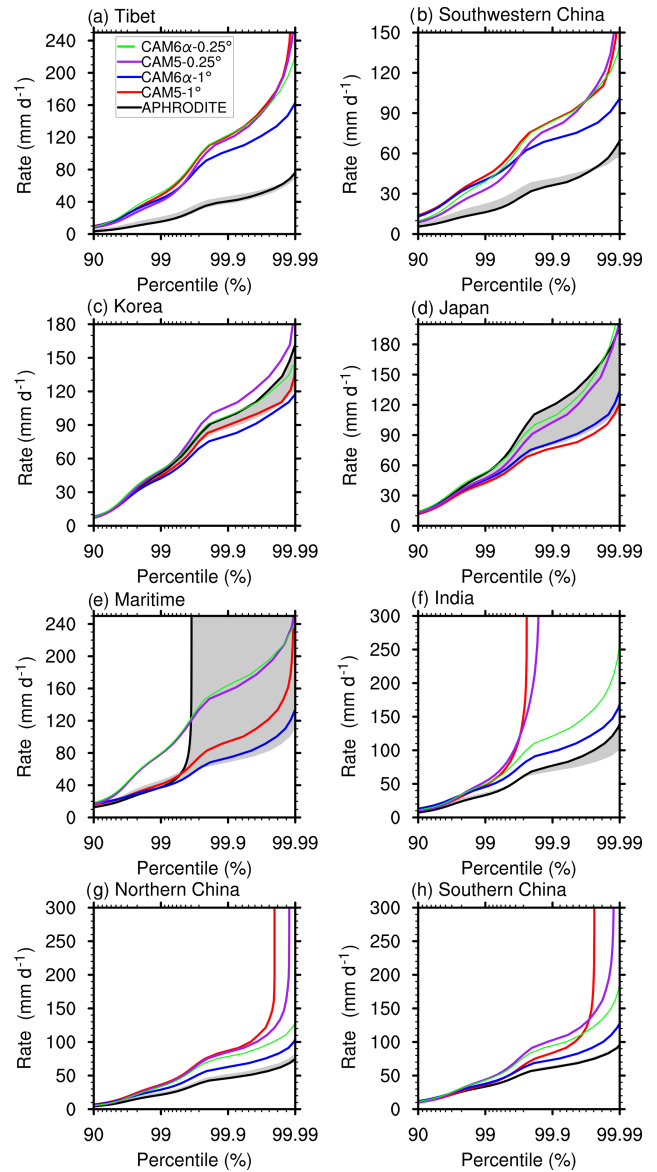 (a) Tibet
(b) Southwestern China
240
200
160
120
80
40
0
Rate (mm d⁻¹)
CAM6α-0.25°
CAM5-0.25°
CAM6α-1°
CAM5-1°
APHRODITE
90 99 99.9 99.99
Percentile (%)
150
120
90
60
30
0
Rate (mm d⁻¹)
90 99 99.9 99.99
Percentile (%)
(c) Korea
(d) Japan
180
150
120
90
60
30
0
Rate (mm d⁻¹)
90 99 99.9 99.99
Percentile (%)
180
150
120
90
60
30
0
Rate (mm d⁻¹)
90 99 99.9 99.99
Percentile (%)
(e) Maritime
(f) India
240
200
160
120
80
40
0
Rate (mm d⁻¹)
90 99 99.9 99.99
Percentile (%)
300
250
200
150
100
50
0
Rate (mm d⁻¹)
90 99 99.9 99.99
Percentile (%)
(g) Northern China
(h) Southern China
300
250
200
150
100
50
0
Rate (mm d⁻¹)
90 99 99.9 99.99
Percentile (%)
300
250
200
150
100
50
0
Rate (mm d⁻¹)
90 99 99.9 99.99
Percentile (%)